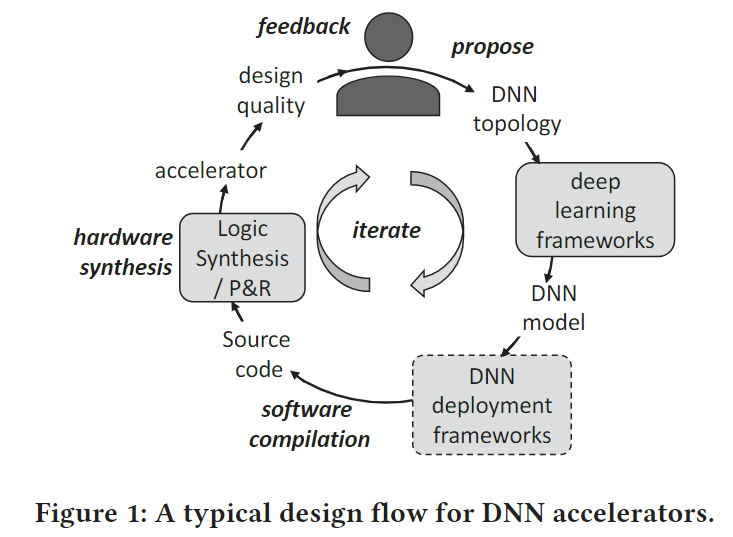 feedback
propose
design
quality
DNN
topology
accelerator
deep
learning
frameworks
hardware
synthesis
Logic
Synthesis
/ P&R
iterate
DNN
model
Source
code
DNN
deployment
frameworks
software
compilation
Figure 1: A typical design flow for DNN accelerators.